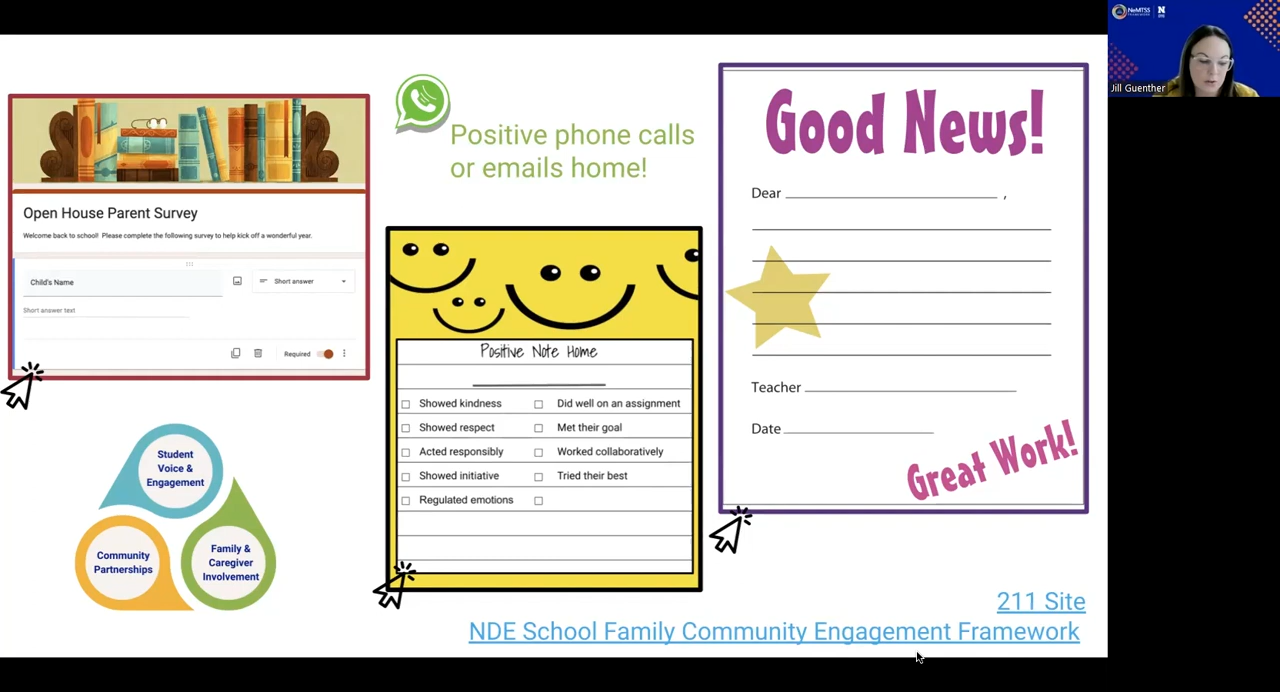 Open House Parent Survey
Welcome back to school! Please complete the following survey to help kick off a wonderful year.
Child's Name
Short answer
Short answer text
Required
Student
Voice &
Engagement
Community
Partnerships
Family &
Caregiver
Involvement
Positive phone calls
or emails home!
Positive Note Home
Showed kindness
Did well on an assignment
Showed respect
Met their goal
Acted responsibly
Worked collaboratively
Showed initiative
Tried their best
Regulated emotions
Good News!
Dear ,
Teacher
Date
Great Work!
211 Site
NDE School Family Community Engagement Framework
NeMTSS
N
Jill Guenther